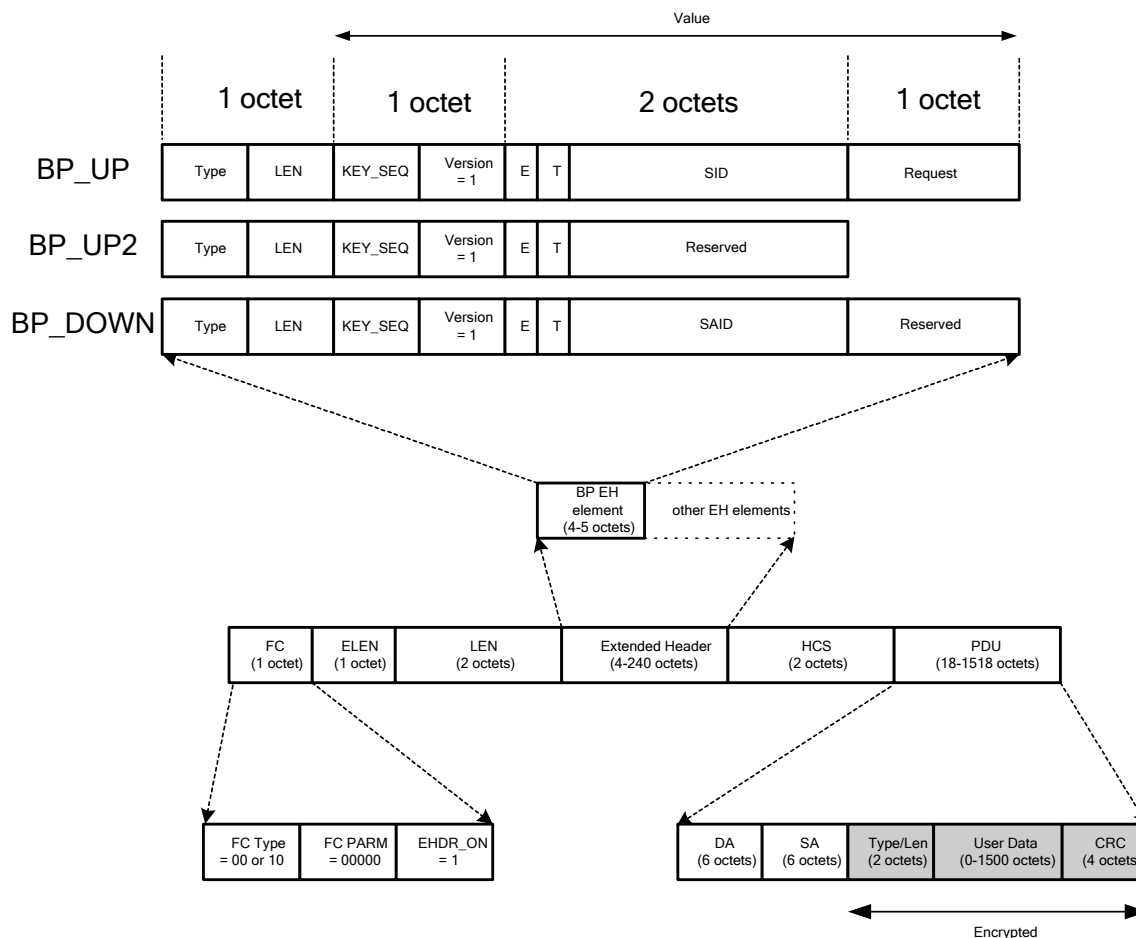 Value
1 octet 1 octet 2 octets 1 octet
BP_UP Type LEN KEY_SEQ Version = 1 E T SID Request
BP_UP2 Type LEN KEY_SEQ Version = 1 E T Reserved
BP_DOWN Type LEN KEY_SEQ Version = 1 E T SAID Reserved
BP EH
element
(4-5 octets)
other EH elements
FC
(1 octet)
ELEN
(1 octet)
LEN
(2 octets)
Extended Header
(4-240 octets)
HCS
(2 octets)
PDU
(18-1518 octets)
FC Type
= 00 or 10
FC PARM
= 00000
EHDR_ON
= 1
DA
(6 octets)
SA
(6 octets)
Type/Len
(2 octets)
User Data
(0-1500 octets)
CRC
(4 octets
Encrypted